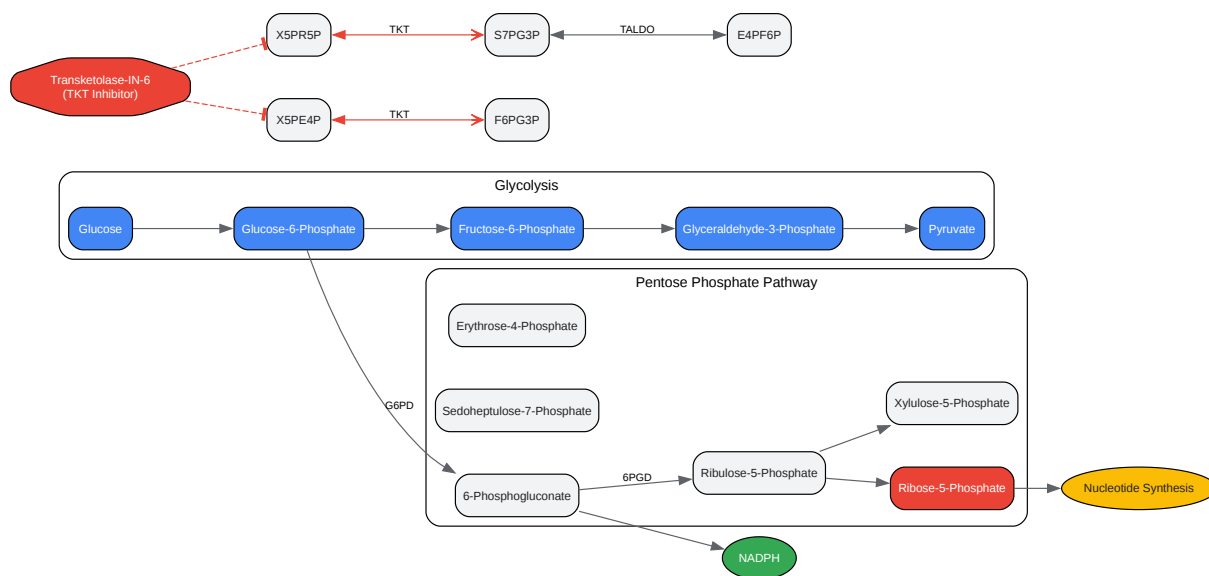 X5PR5P
TKT
S7PG3P
TALDO
E4PF6P
Transketolase-IN-6
(TKT Inhibitor)
X5PE4P
TKT
F6PG3P
Glycolysis
Glucose
Glucose-6-Phosphate
Fructose-6-Phosphate
Glyceraldehyde-3-Phosphate
Pyruvate
Pentose Phosphate Pathway
Erythrose-4-Phosphate
G6PD
Sedoheptulose-7-Phosphate
Xylulose-5-Phosphate
6-Phosphogluconate
6PGD
Ribulose-5-Phosphate
Ribose-5-Phosphate
Nucleotide Synthesis
NADPH